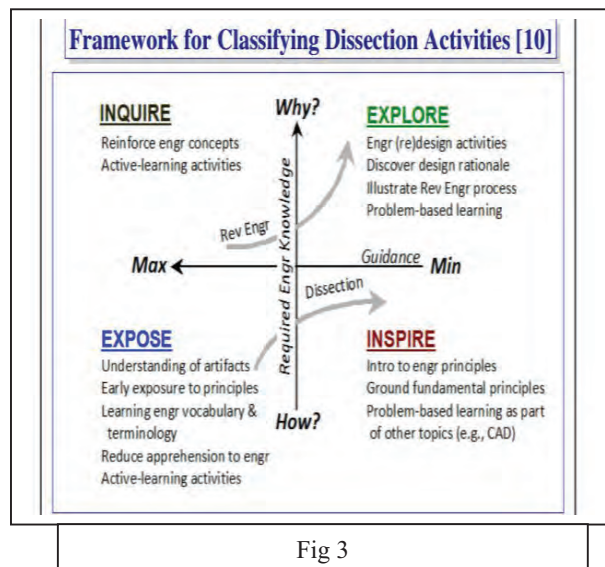 Framework for Classifying Dissection Activities [10]
INQUIRE
Reinforce engr concepts
Active-learning activities
Why?
EXPLORE
Engr (re)design activities
Discover design rationale
Illustrate Rev Engr process
Problem-based learning
Rev Engr
Required Engr Knowledge
Max
Guidance
Min
Dissection
EXPOSE
Understanding of artifacts
Early exposure to principles
Learning engr vocabulary &
terminology
Reduce apprehension to engr
Active-learning activities
How?
INSPIRE
Intro to engr principles
Ground fundamental principles
Problem-based learning as part
of other topics (e.g., CAD)
Fig 3